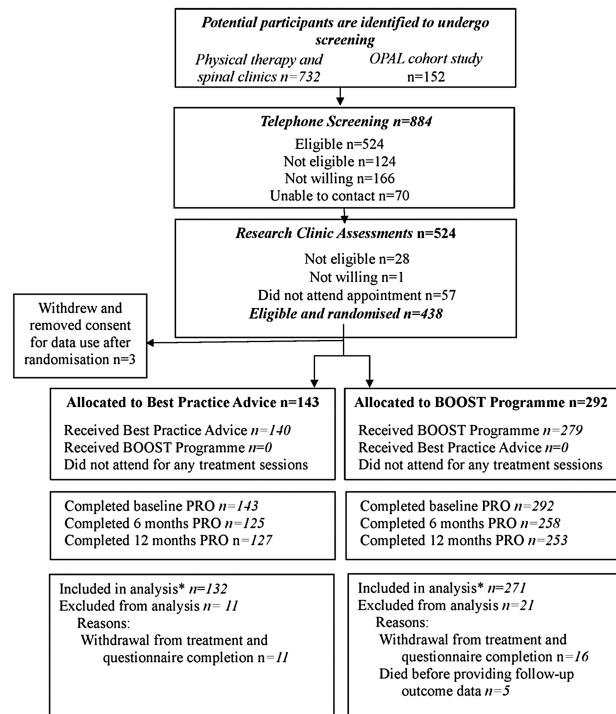 Potential participants are identified to undergo
screening
Physical therapy and
spinal clinics n=732
OPAL cohort study
n=152
Telephone Screening n=884
Eligible n=524
Not eligible n=124
Not willing n=166
Unable to contact n=70
Research Clinic Assessments n=524
Not eligible n=28
Not willing n=1
Did not attend appointment n=57
Eligible and randomised n=438
Withdrew and
removed consent
for data use after
randomisation n=3
Allocated to Best Practice Advice n=143
Received Best Practice Advice n=140
Received BOOST Programme n=0
Did not attend for any treatment sessions
Allocated to BOOST Programme n=292
Received BOOST Programme n=279
Received Best Practice Advice n=0
Did not attend for any treatment sessions
Completed baseline PRO n=143
Completed 6 months PRO n=125
Completed 12 months PRO n=127
Completed baseline PRO n=292
Completed 6 months PRO n=258
Completed 12 months PRO n=253
Included in analysis* n=132
Excluded from analysis n= 11
Reasons:
Withdrawal from treatment and
questionnaire completion n=11
Included in analysis* n=271
Excluded from analysis n=21
Reasons:
Withdrawal from treatment and
questionnaire completion n=16
Died before providing follow-up
outcome data n=5